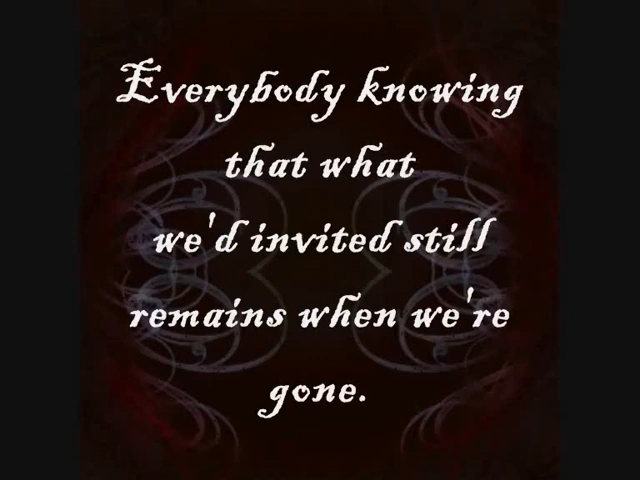 Everybody knowing
that what
we'd invited still
remains when we're
gone.